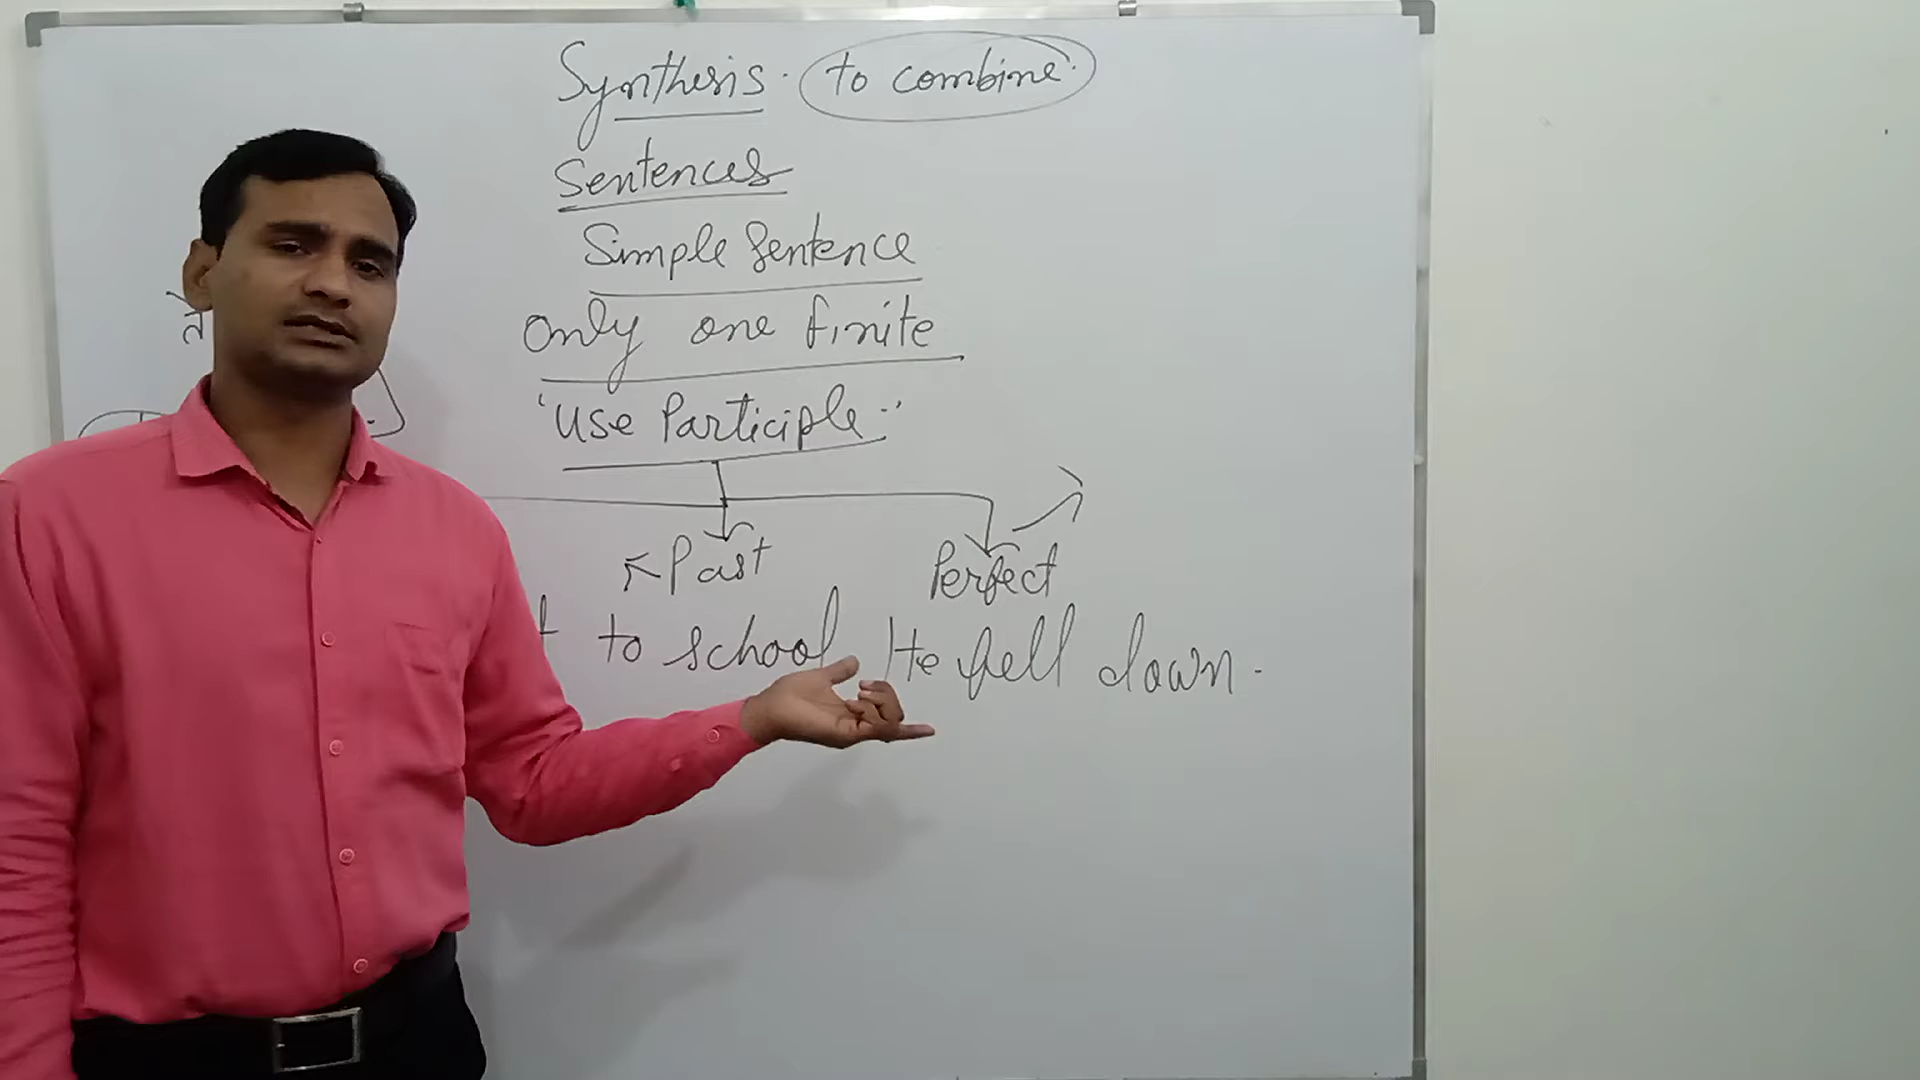 Synthesis. to combine.
Sentences
Simple Sentence
only one finite
'Use Participle.'
Past Perfect
to school He fell down.